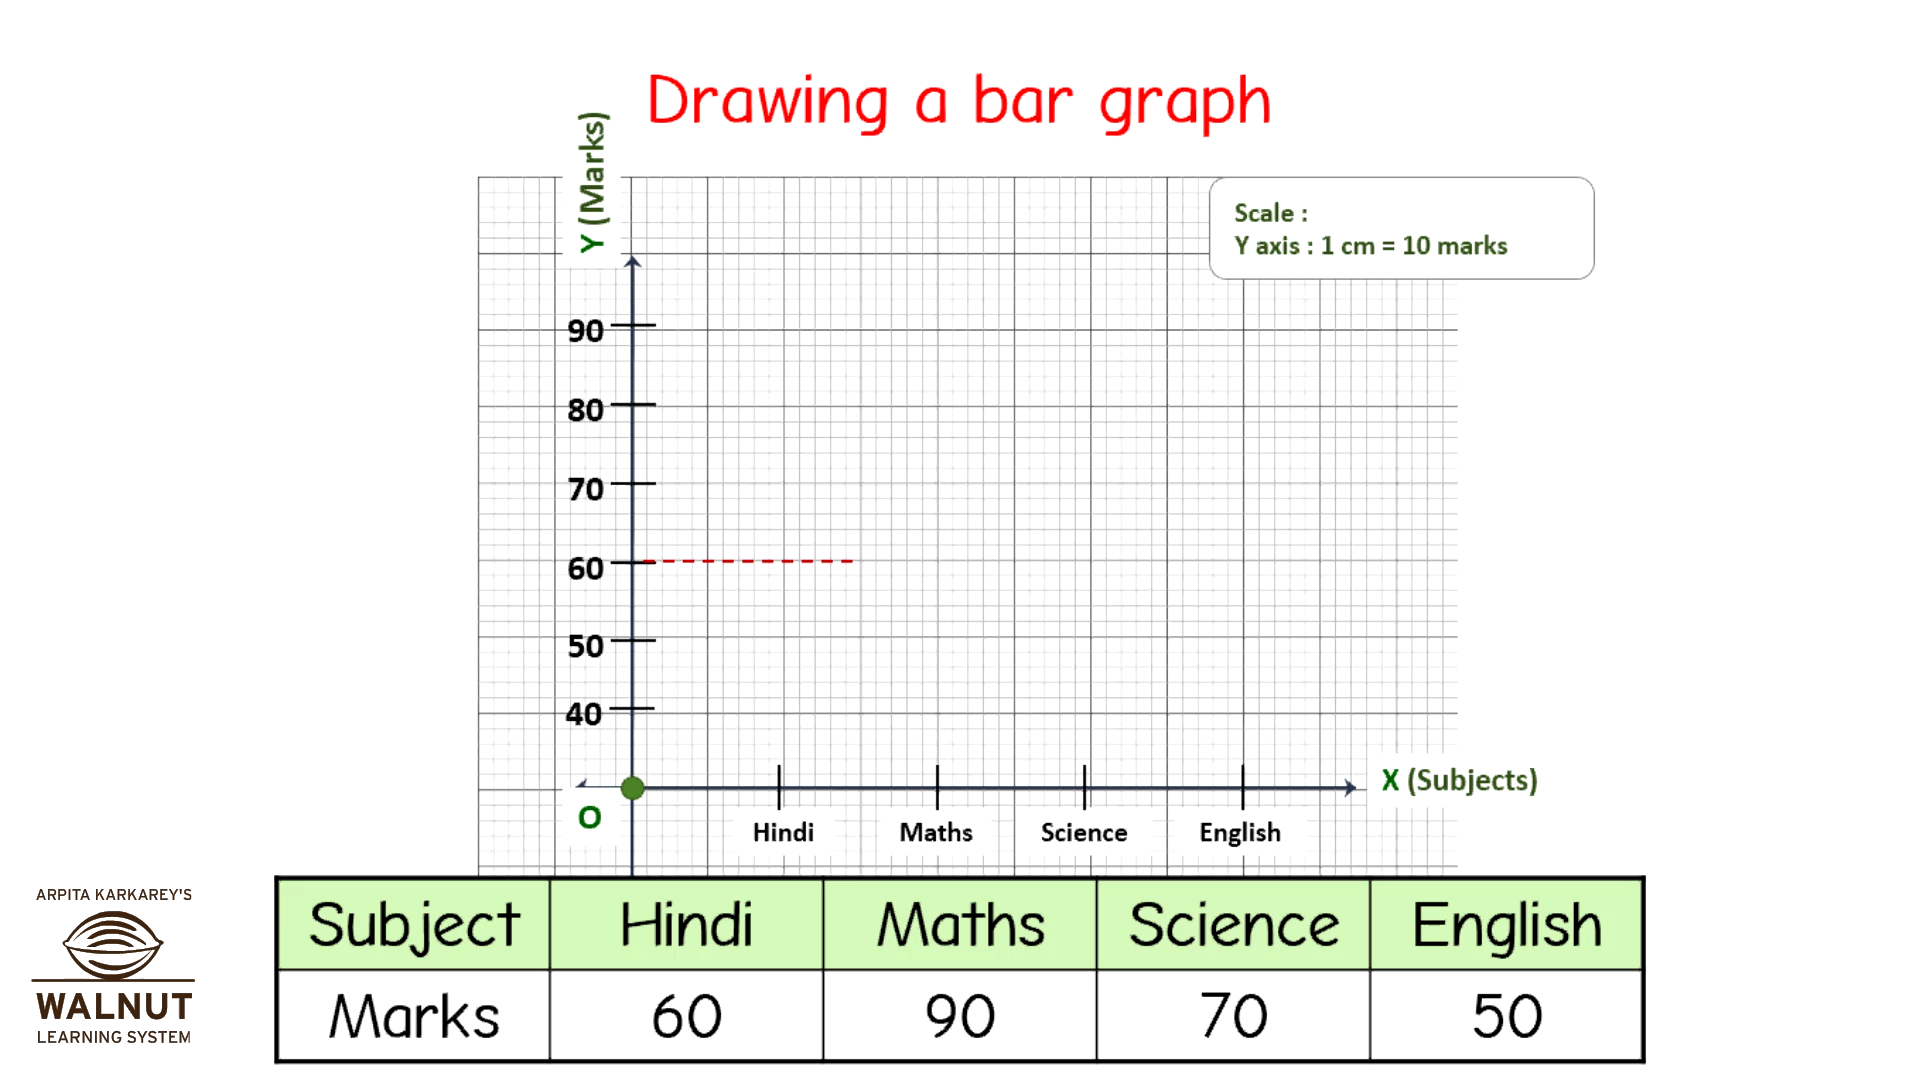 Drawing a bar graph
Y (Marks)
Scale :
Y axis : 1 cm = 10 marks
90
80
70
60
50
40
X (Subjects)
O
Hindi Maths Science English
Subject Hindi Maths Science English
Marks 60 90 70 50
ARPITA KARKAREY'S
WALNUT
LEARNING SYSTEM